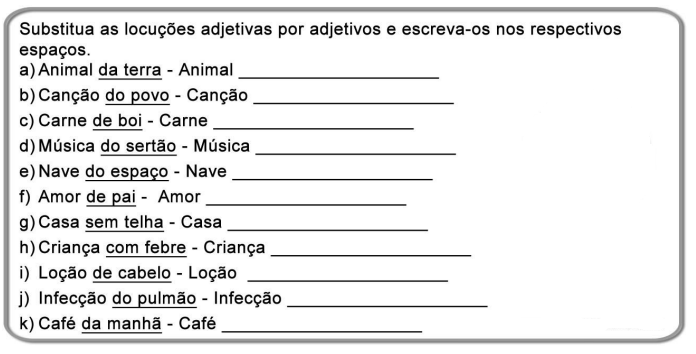 Substitua as locuções adjetivas por adjetivos e escreva-os nos respectivos
espaços.
a) Animal da terra - Animal ____________________
b) Canção do povo - Canção ____________________
c) Carne de boi - Carne ____________________
d) Música do sertão - Música ____________________
e) Nave do espaço - Nave ____________________
f) Amor de pai - Amor ____________________
g) Casa sem telha - Casa ____________________
h) Criança com febre - Criança ____________________
i) Loção de cabelo - Loção ____________________
j) Infecção do pulmão - Infecção ____________________
k) Café da manhã - Café ____________________